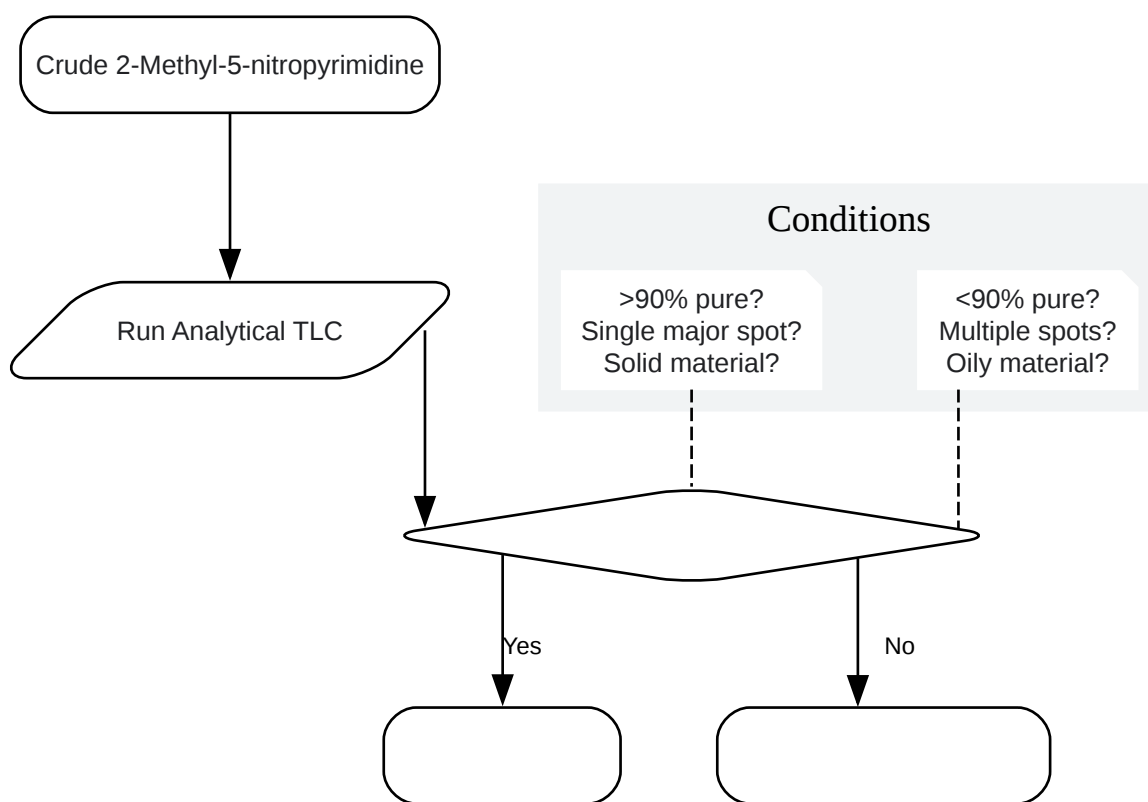 Crude 2-Methyl-5-nitropyrimidine
Run Analytical TLC
Conditions
>90% pure?
Single major spot?
Solid material?
<90% pure?
Multiple spots?
Oily material?
Yes
No